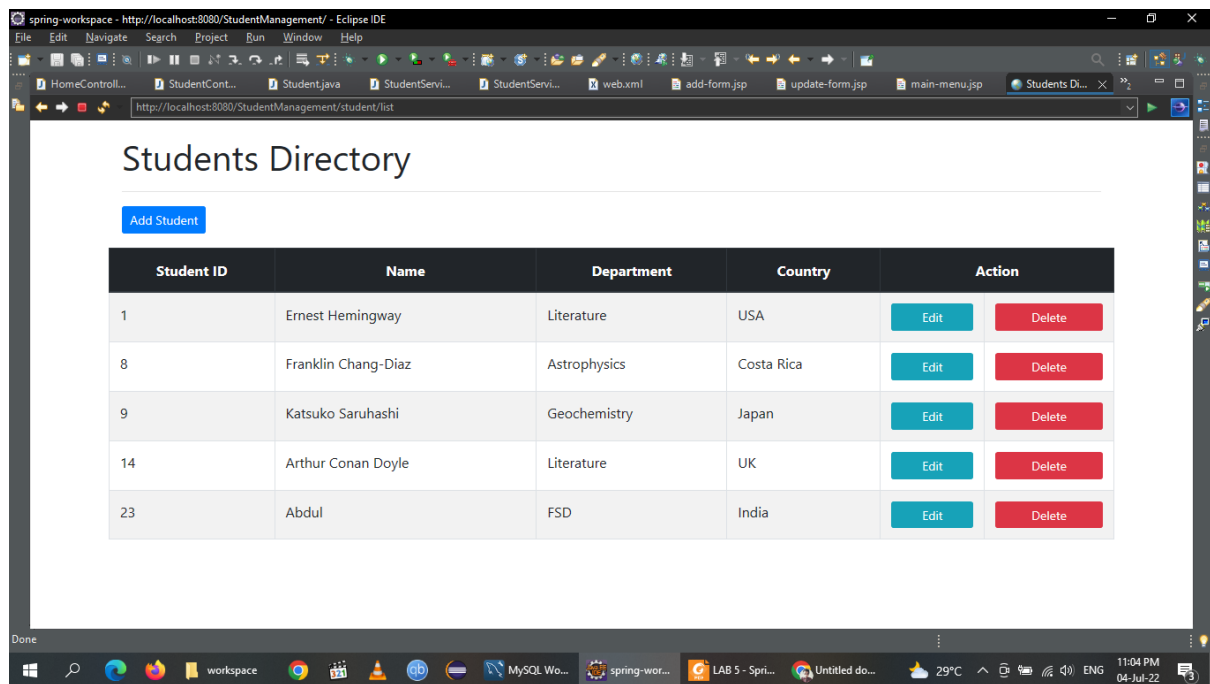 spring-workspace - http://localhost:8080/StudentManagement/ - Eclipse IDE
File Edit Navigate Search Project Run Window Help
HomeControll... StudentCont... Student.java StudentServi... StudentServi... web.xml add-form.jsp update-form.jsp main-menu.jsp Students Di... »2
http://localhost:8080/StudentManagement/student/list
Students Directory
Add Student
Student ID Name Department Country Action
1 Ernest Hemingway Literature USA Edit Delete
8 Franklin Chang-Diaz Astrophysics Costa Rica Edit Delete
9 Katsuko Saruhashi Geochemistry Japan Edit Delete
14 Arthur Conan Doyle Literature UK Edit Delete
23 Abdul FSD India Edit Delete
Done
workspace 321 qb MySQL Wo... spring-wor... LAB 5 - Spri... Untitled do... 29°C ENG 11:04 PM
04-Jul-22 3